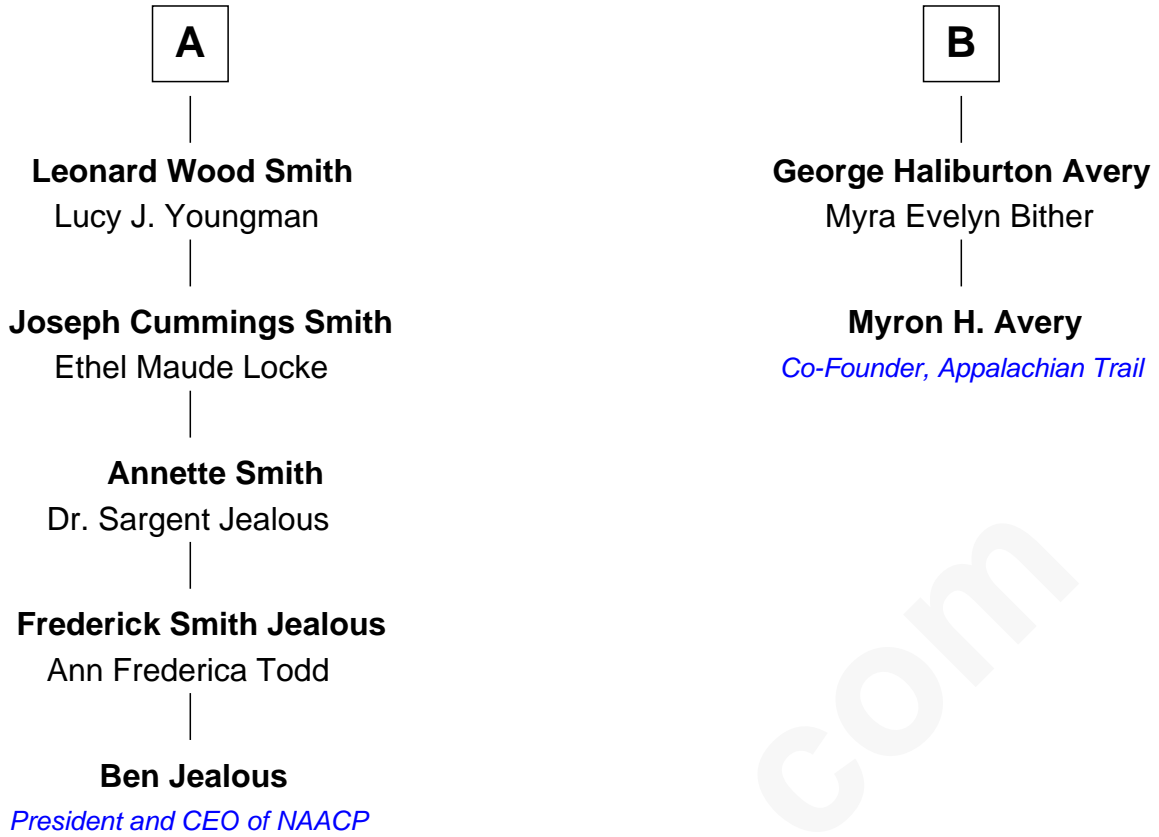 A
Leonard Wood Smith
Lucy J. Youngman
Joseph Cummings Smith
Ethel Maude Locke
Annette Smith
Dr. Sargent Jealous
Frederick Smith Jealous
Ann Frederica Todd
Ben Jealous
President and CEO of NAACP
B
George Haliburton Avery
Myra Evelyn Bither
Myron H. Avery
Co-Founder, Appalachian Trail
com